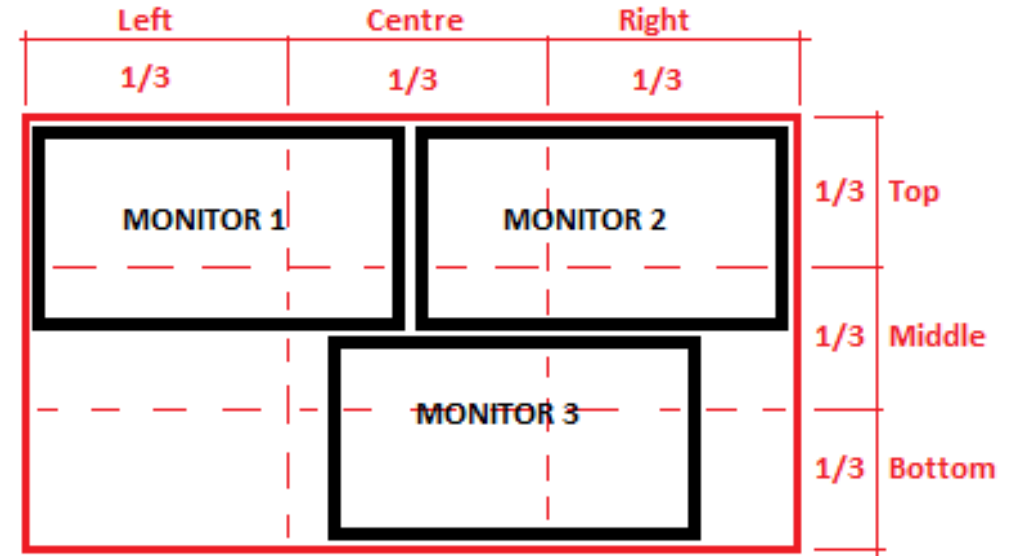 Left Centre Right
1/3 1/3 1/3
MONITOR 1 MONITOR 2 1/3 Top
1/3 Middle
MONITOR 3
1/3 Bottom